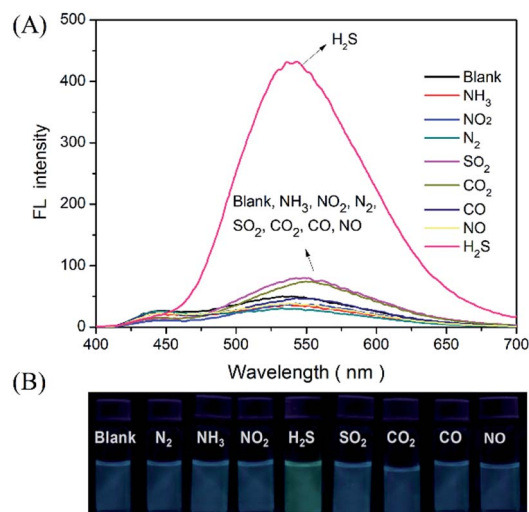 (A)
500
400
300
200
100
0
FL intensity
H₂S
Blank
NH₃
NO₂
N₂
SO₂
CO₂
CO
NO
H₂S
Blank, NH₃, NO₂, N₂,
SO₂, CO₂, CO, NO
400 450 500 550 600 650 700
Wavelength ( nm )
(B)
Blank N₂ NH₃ NO₂ H₂S SO₂ CO₂ CO NO